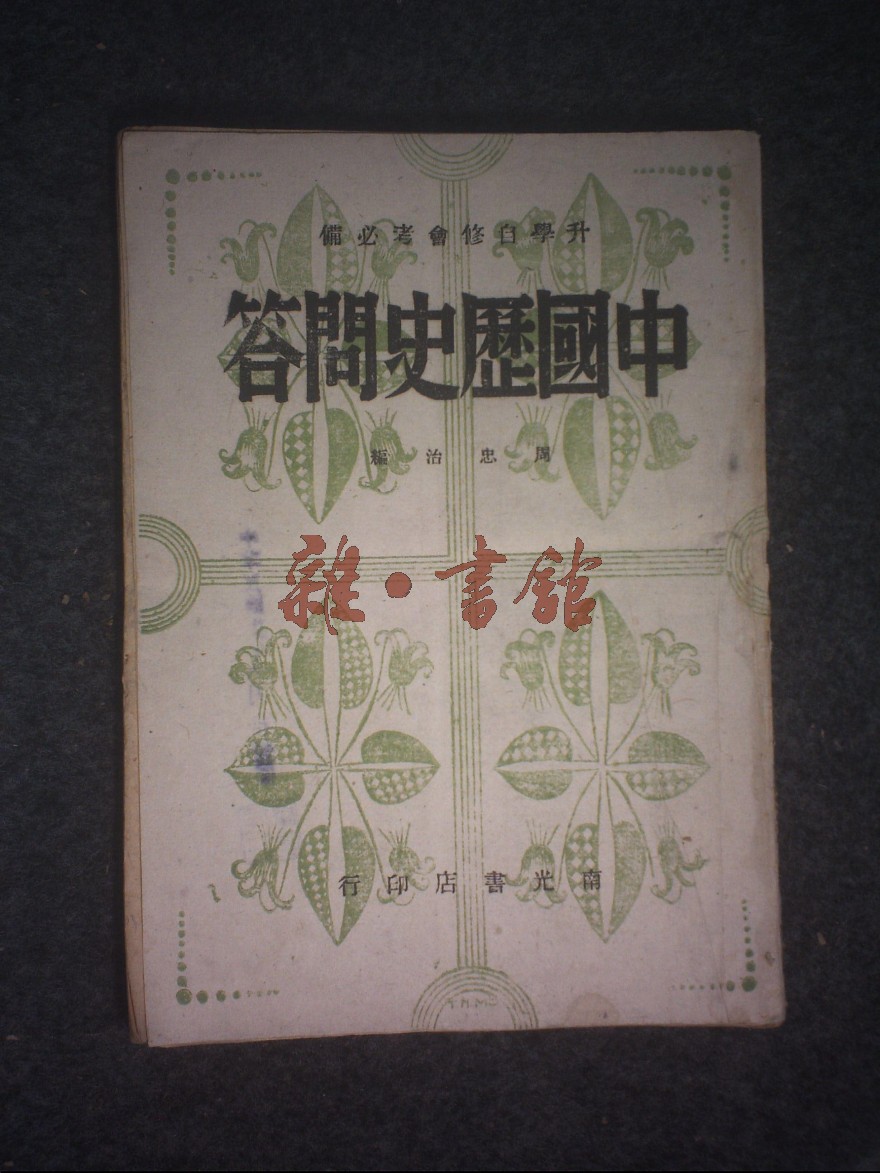 升學自修會考必備
中國歷史問答
周忠治編
雜·書館
南光書店印行